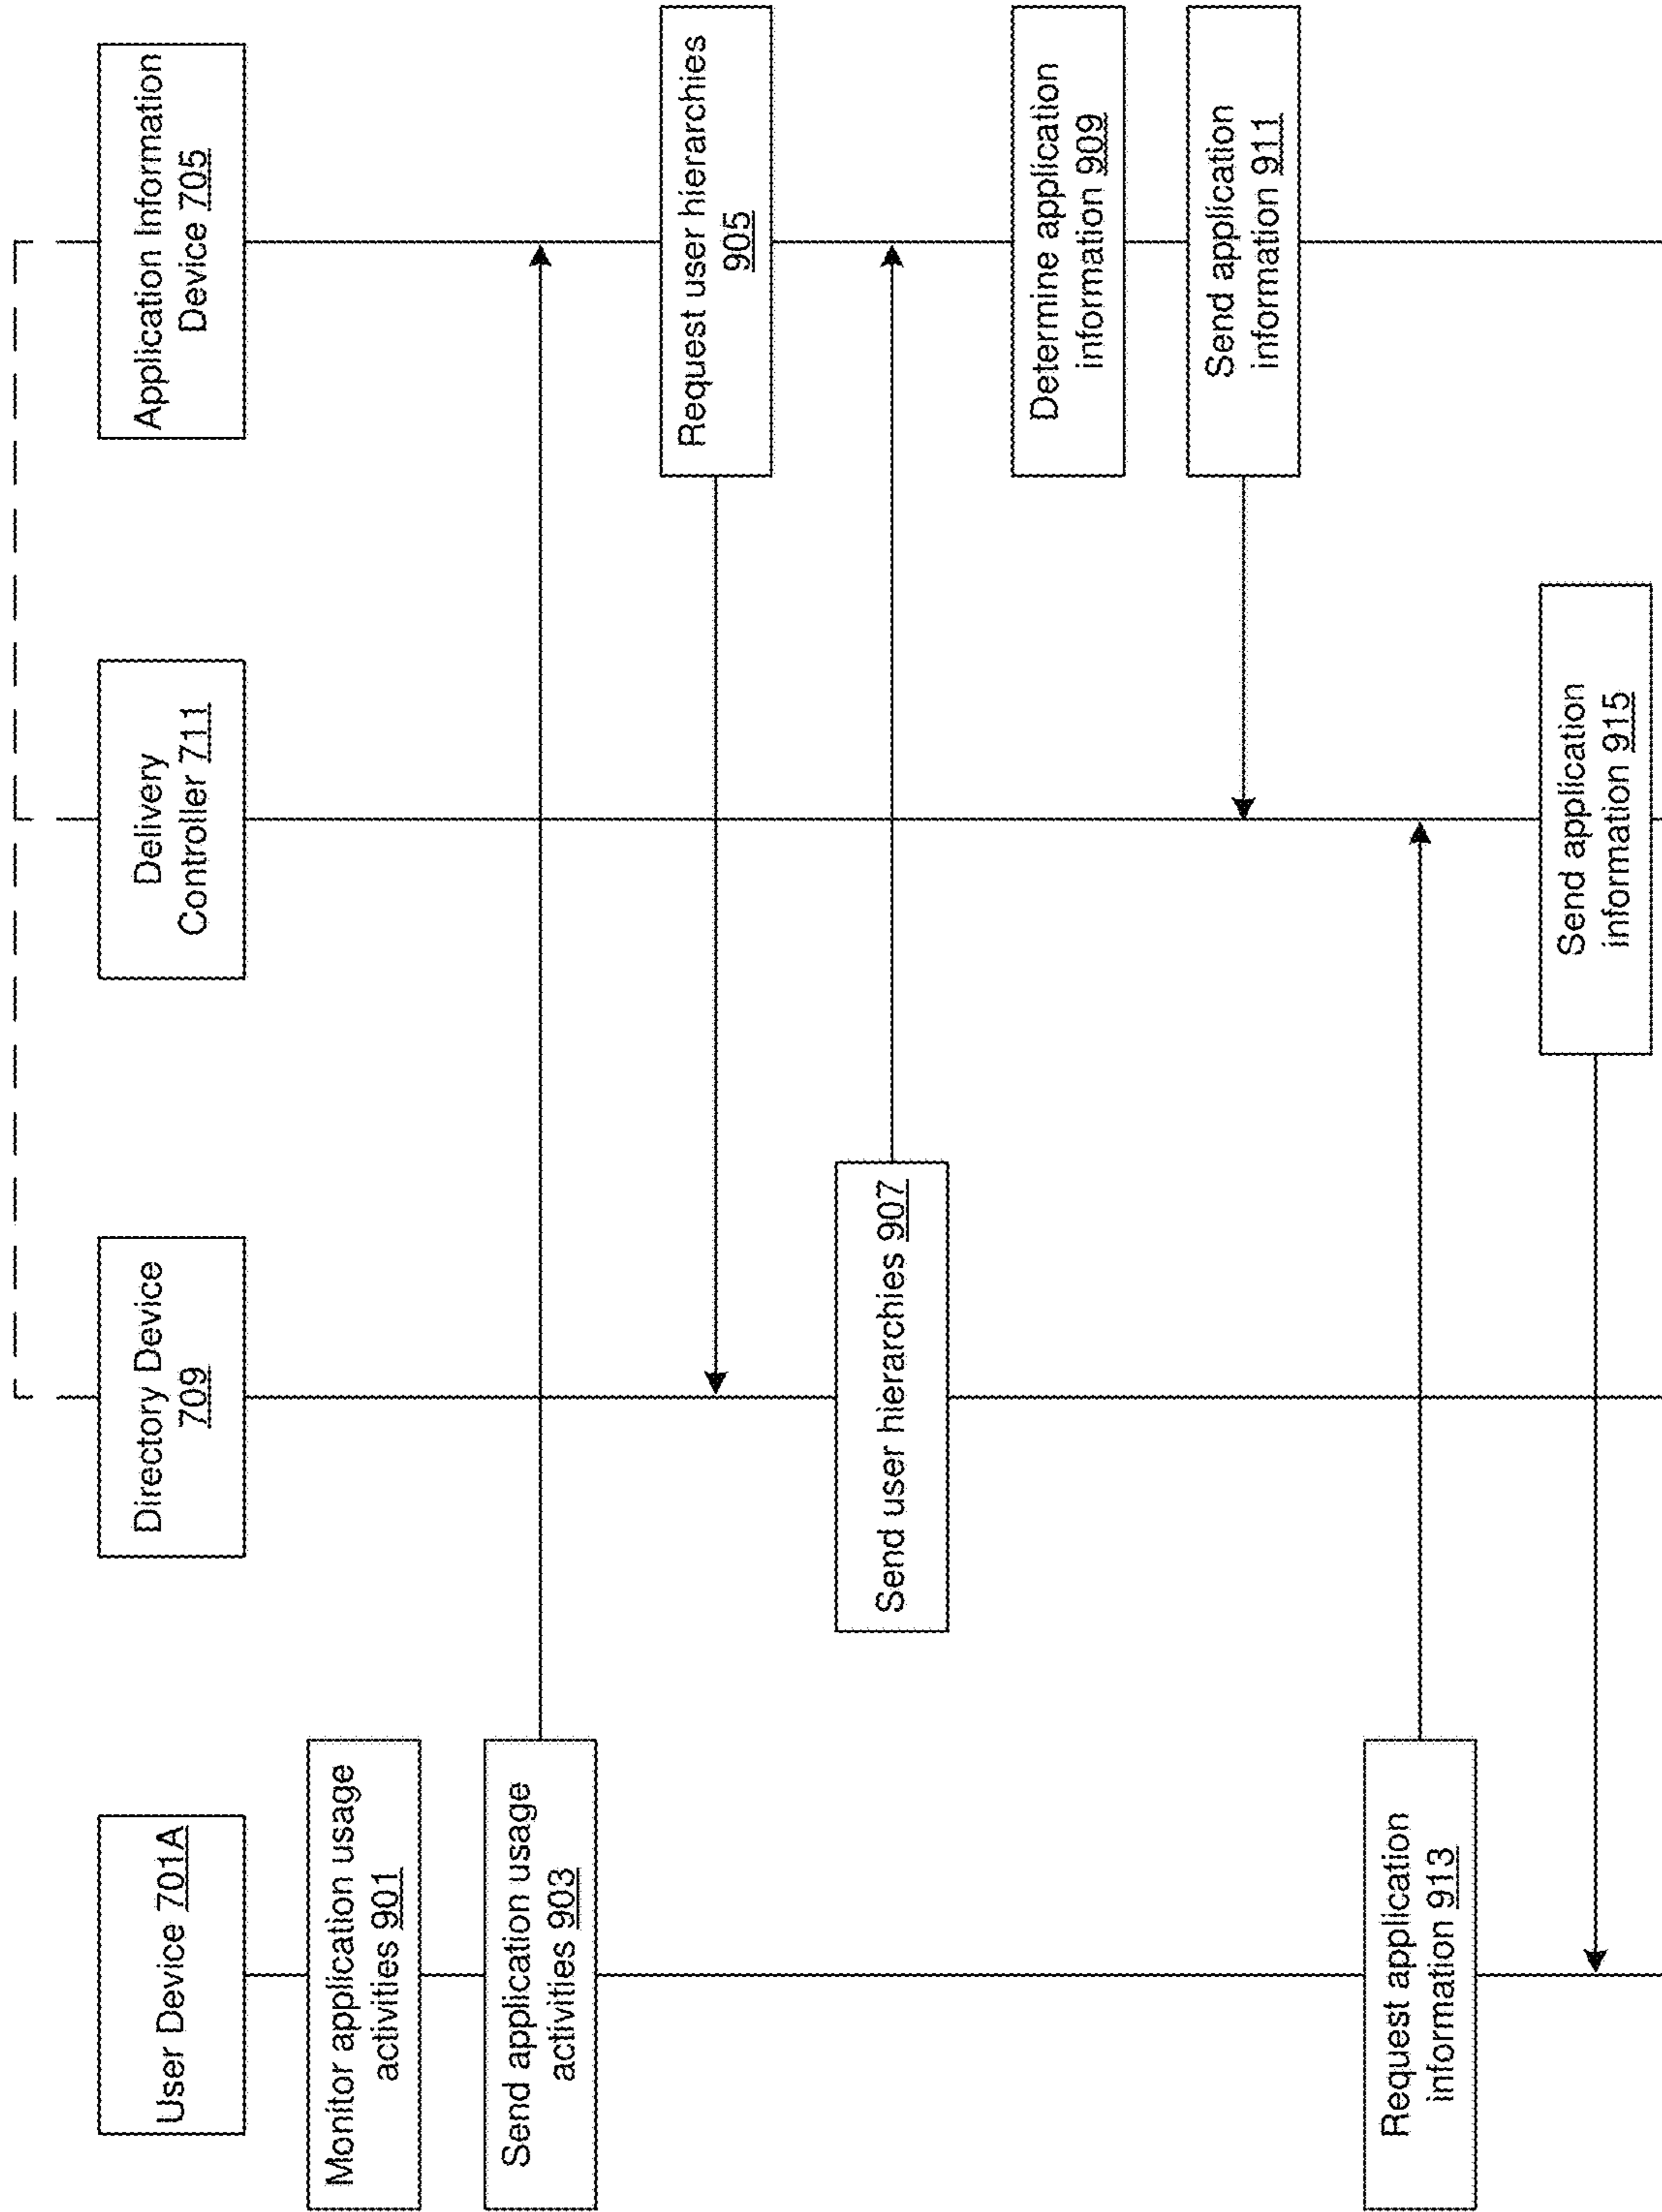 User Device 701A
Directory Device
709
Delivery
Controller 711
Application Information
Device 705
Monitor application usage
activities 901
Send application usage
activities 903
Request user hierarchies
905
Send user hierarchies 907
Determine application
information 909
Send application
information 911
Request application
information 913
Send application
information 915